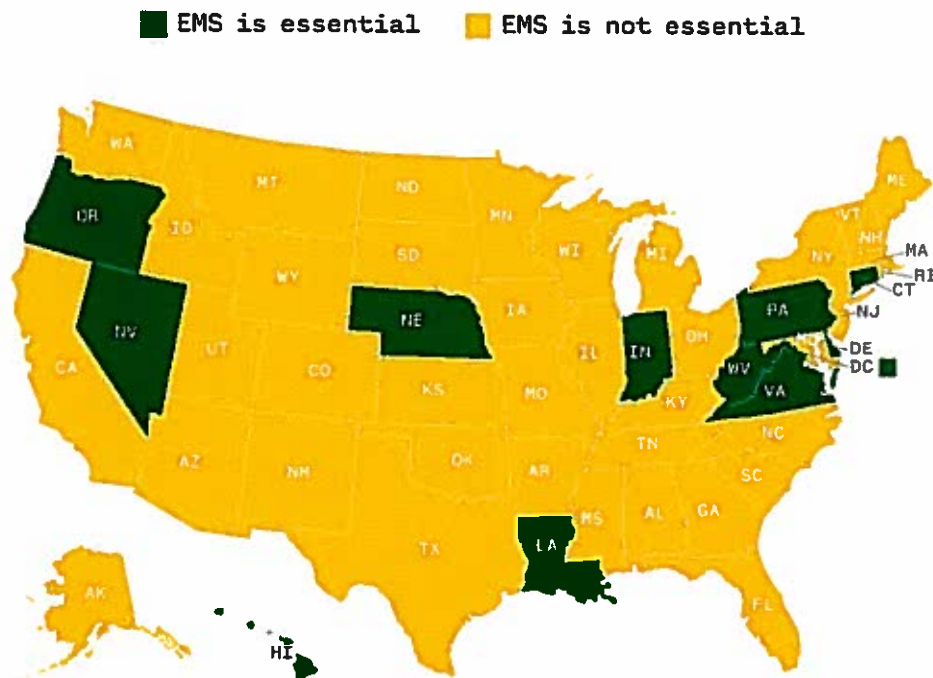 EMS is essential EMS is not essential
WA
MT
ND
MN
ME
VT
NH
OR
ID
SD
WI
MI
NY
MA
RI
CT
WY
IA
PA
NJ
NE
NV
UT
CO
IL
IN
OH
DE
DC
WV
VA
CA
KS
MO
KY
NC
TN
AZ
NM
OK
AR
SC
MS
AL
GA
TX
LA
AK
FL
HI